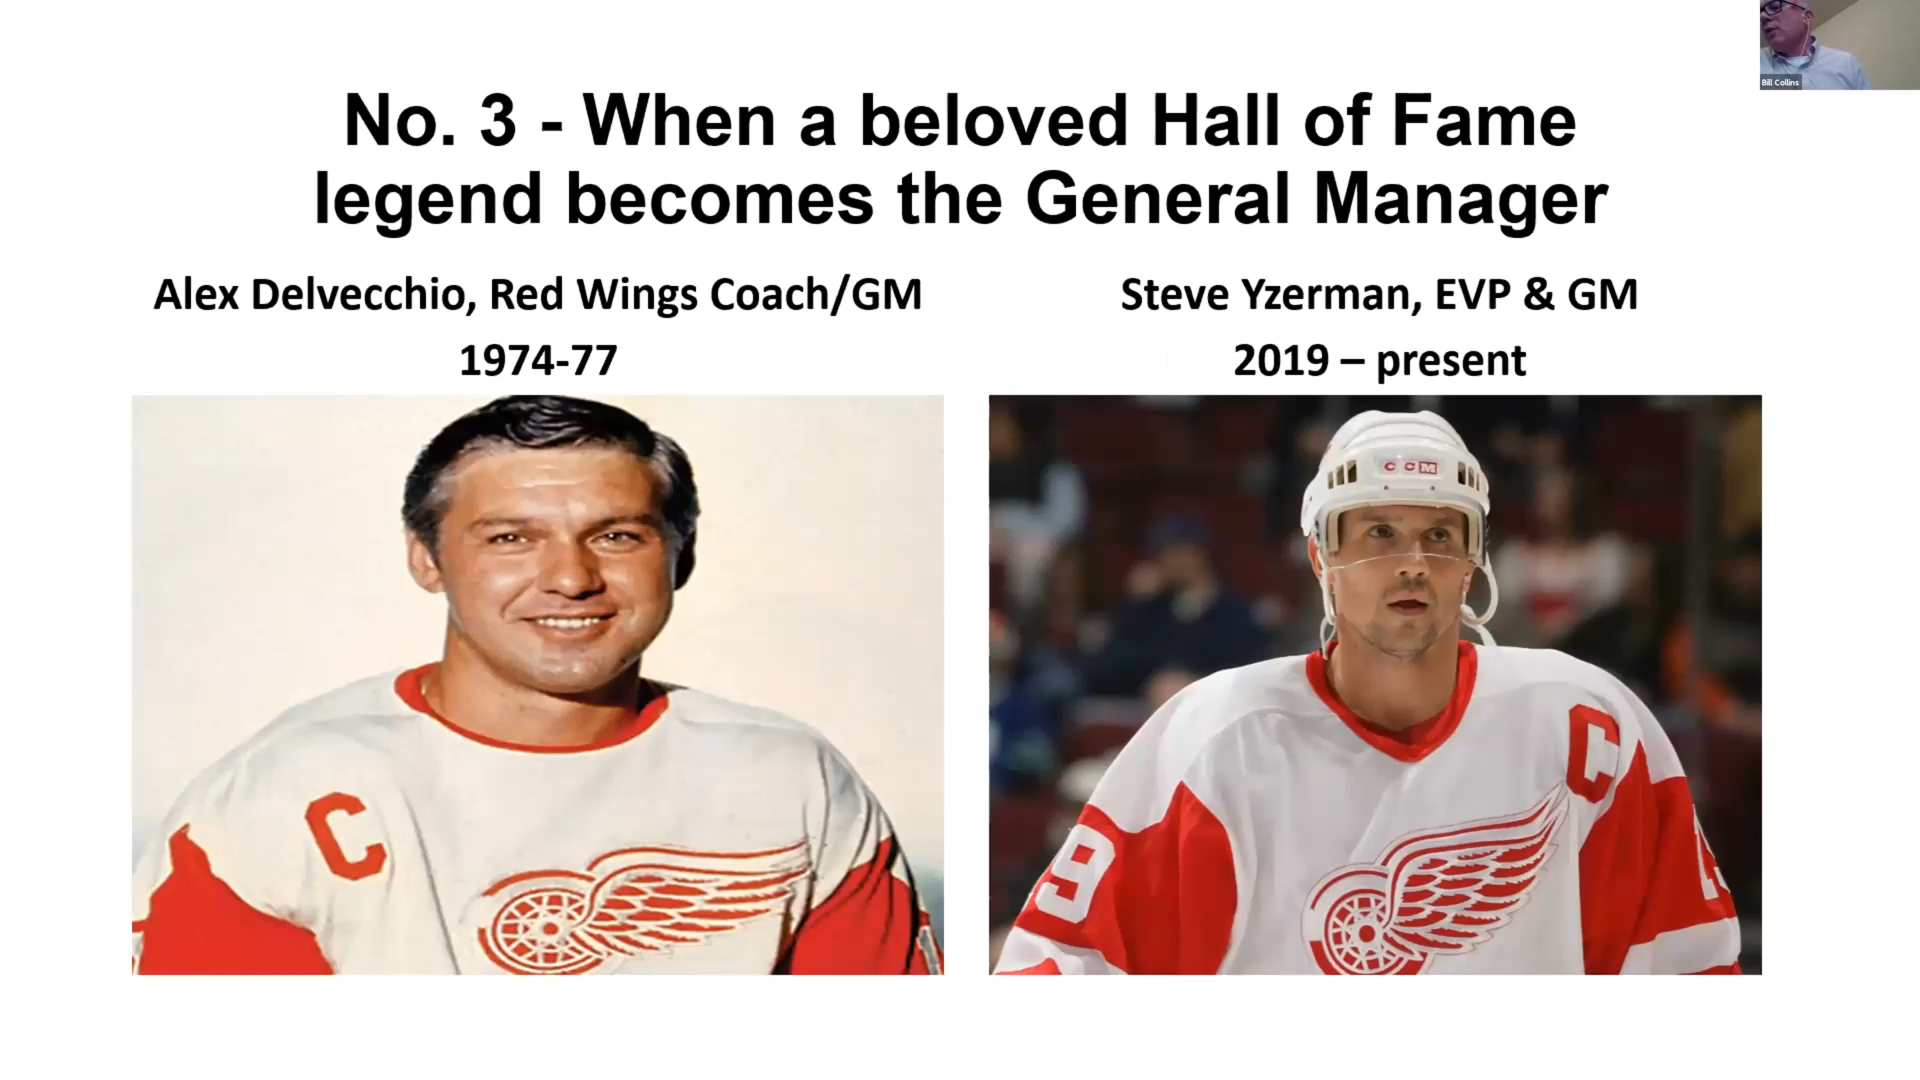 Bill Collins
No. 3 - When a beloved Hall of Fame
legend becomes the General Manager
Alex Delvecchio, Red Wings Coach/GM
1974-77
Steve Yzerman, EVP & GM
2019 – present
C
CCM
C
19